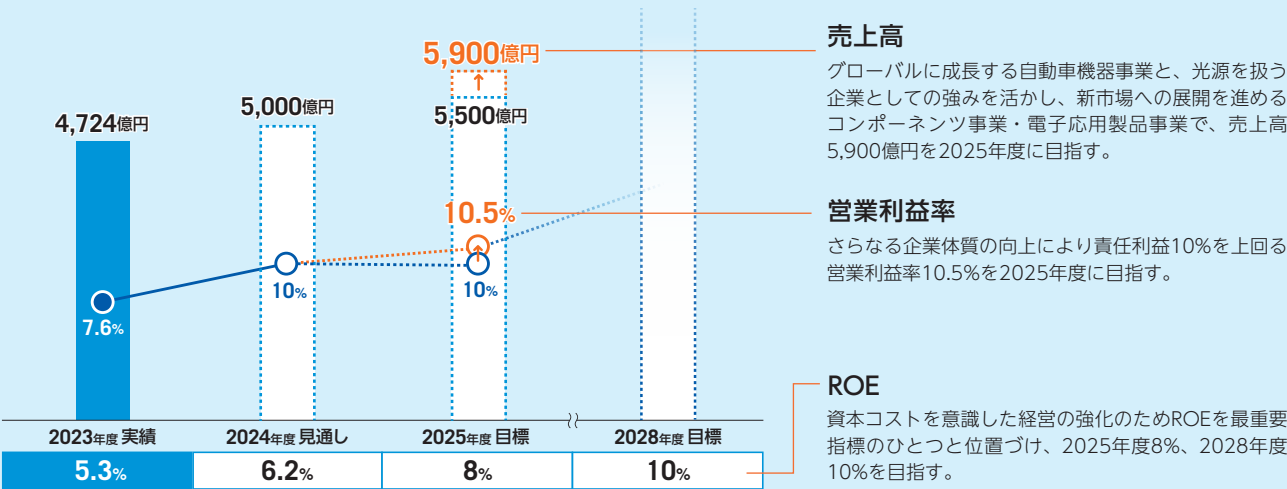 5,900億円
5,500億円
5,000億円
4,724億円
10.5%
10%
10%
7.6%
2023年度 実績
2024年度 見通し
2025年度 目標
2028年度 目標
5.3%
6.2%
8%
10%
売上高
グローバルに成長する自動車機器事業と、光源を扱う
企業としての強みを活かし、新市場への展開を進める
コンポーネンツ事業・電子応用製品事業で、売上高
5,900億円を2025年度に目指す。
営業利益率
さらなる企業体質の向上により責任利益10%を上回る
営業利益率10.5%を2025年度に目指す。
ROE
資本コストを意識した経営の強化のためROEを最重要
指標のひとつと位置づけ、2025年度8%、2028年度
10%を目指す。